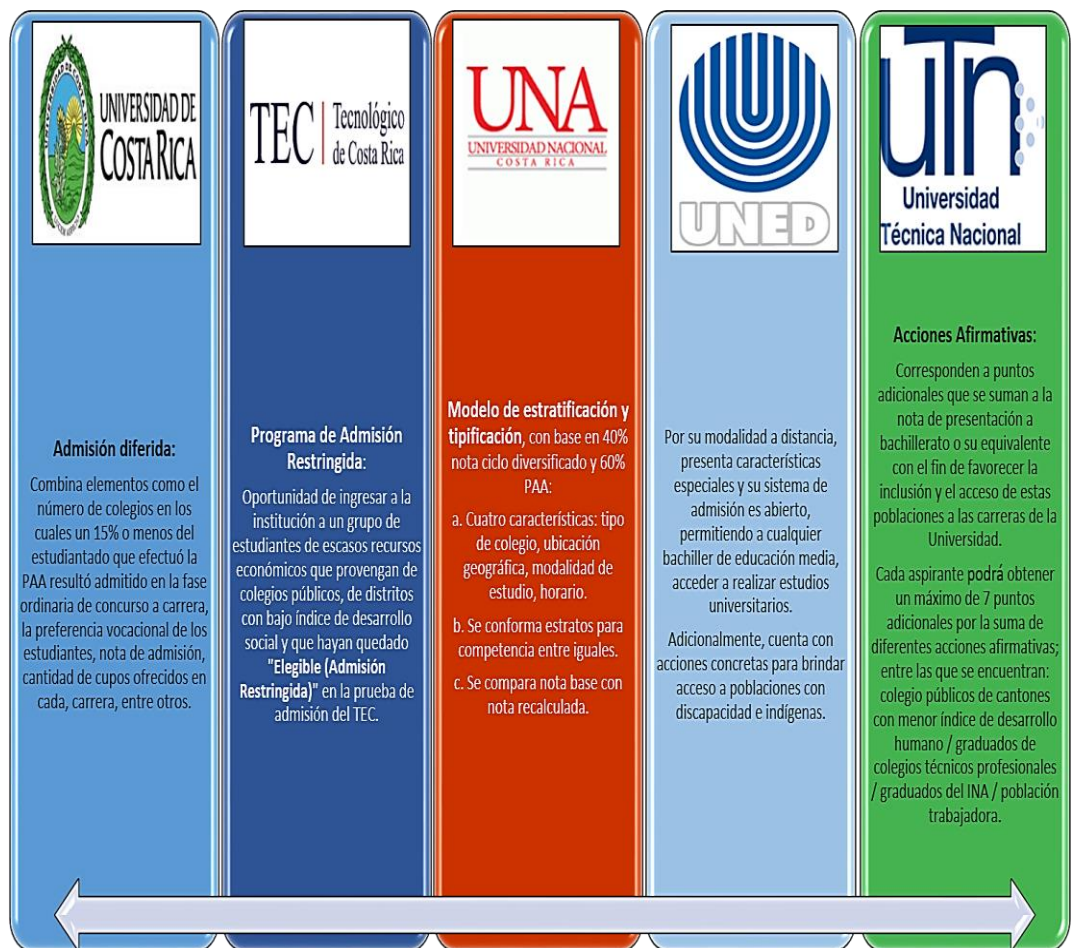 UNIVERSIDAD DE
COSTA RICA
Admisión diferida:
Combina elementos como el
número de colegios en los
cuales un 15% o menos del
estudiantado que efectuó la
PAA resultó admitido en la fase
ordinaria de concurso a carrera,
la preferencia vocacional de los
estudiantes, nota de admisión,
cantidad de cupos ofrecidos en
cada, carrera, entre otros.
TEC | Tecnológico
de Costa Rica
Programa de Admisión
Restringida:
Oportunidad de ingresar a la
institución a un grupo de
estudiantes de escasos recursos
económicos que provengan de
colegios públicos, de distritos
con bajo índice de desarrollo
social y que hayan quedado
"Elegible (Admisión
Restringida)" en la prueba de
admisión del TEC.
UNA
UNIVERSIDAD NACIONAL
COSTA RICA
Modelo de estratificación y
tipificación, con base en 40%
nota ciclo diversificado y 60%
PAA:
a. Cuatro características: tipo
de colegio, ubicación
geográfica, modalidad de
estudio, horario.
b. Se conforma estratos para
competencia entre iguales.
c. Se compara nota base con
nota recalculada.
UNED
Por su modalidad a distancia,
presenta características
especiales y su sistema de
admisión es abierto,
permitiendo a cualquier
bachiller de educación media,
acceder a realizar estudios
universitarios.
Adicionalmente, cuenta con
acciones concretas para brindar
acceso a poblaciones con
discapacidad e indígenas.
uTn
Universidad
Técnica Nacional
Acciones Afirmativas:
Corresponden a puntos
adicionales que se suman a la
nota de presentación a
bachillerato o su equivalente
con el fin de favorecer la
inclusión y el acceso de estas
poblaciones a las carreras de la
Universidad.
Cada aspirante podrá obtener
un máximo de 7 puntos
adicionales por la suma de
diferentes acciones afirmativas;
entre las que se encuentran:
colegio públicos de cantones
con menor índice de desarrollo
humano / graduados de
colegios técnicos profesionales
/ graduados del INA / población
trabajadora.